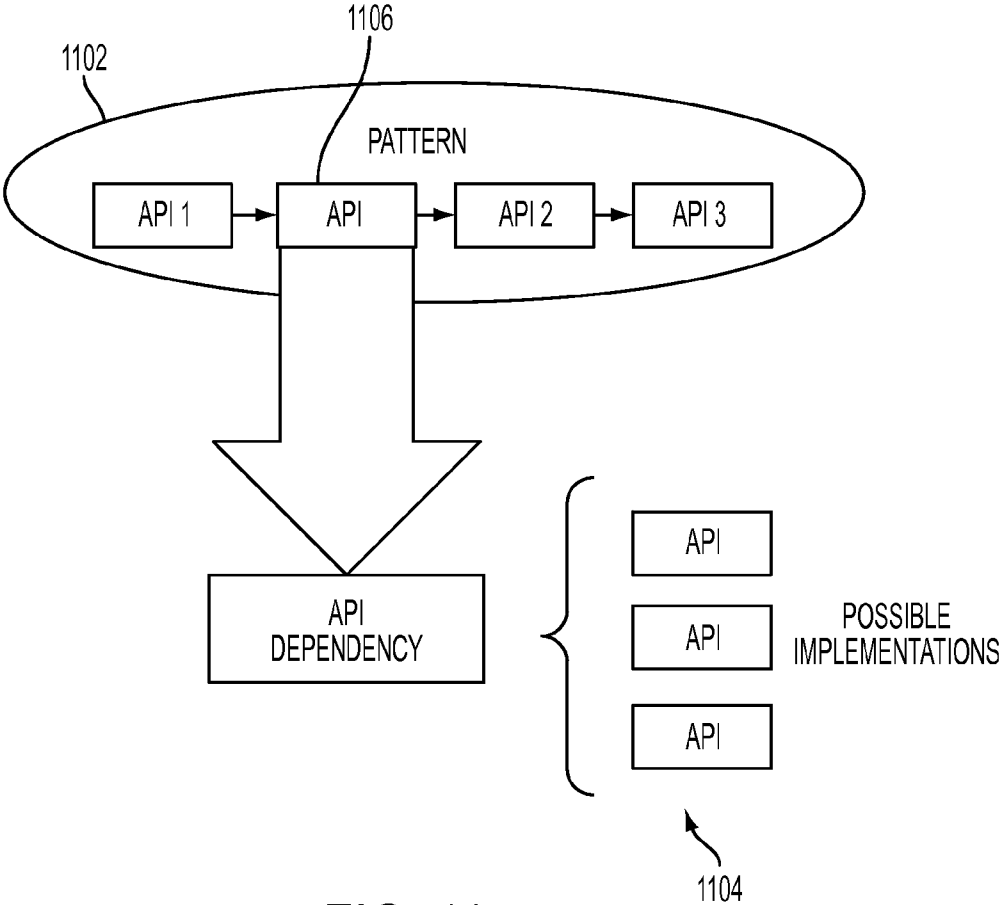 1106
1102
PATTERN
API 1
API
API 2
API 3
API
DEPENDENCY
API
API
API
POSSIBLE
IMPLEMENTATIONS
1104